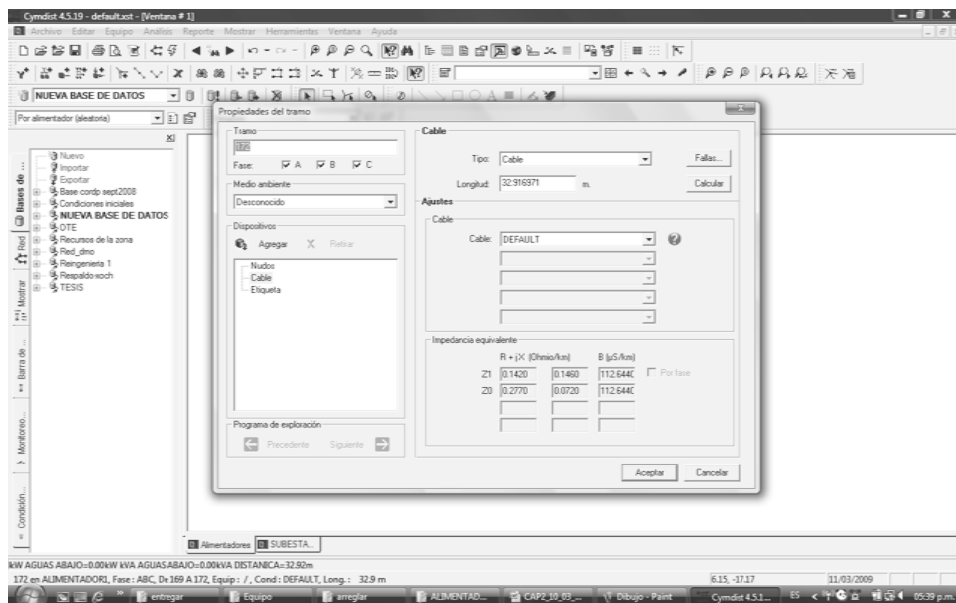 Cymdist 4.5.19 - default.xst - [Ventana # 1]
Archivo Editar Equipo Análisis Reporte Mostrar Herramientas Ventana Ayuda
NUEVA BASE DE DATOS
Por alimentador (aleatoria)
Nuevo
Importar
Exportar
Base cordp sept2008
Condiciones iniciales
NUEVA BASE DE DATOS
OTE
Recursos de la zona
Red_dmo
Reingenieria 1
Respaldo-xoch
TESIS
Bases de ...
Red
Mostrar
Barra de ...
Monitoreo...
Condición...
Propiedades del tramo
Tramo
172
Fase: A B C
Medio ambiente
Desconocido
Dispositivos
Agregar Retirar
Nudos
Cable
Etiqueta
Programa de exploración
Precedente Siguiente
Cable
Tipo: Cable Fallas...
Longitud: 32.916971 m. Calcular
Ajustes
Cable
Cable: DEFAULT
Impedancia equivalente
R + jX (Ohmio/km) B (µS/km)
Z1 0.1420 0.1460 112.6440 Por fase
Z0 0.2770 0.0720 112.6440
Aceptar Cancelar
Alimentadores SUBESTA...
kW AGUAS ABAJO=0.00kW kVA AGUASABAJO=0.00kVA DISTANICA=32.92m
172 en ALIMENTADOR1, Fase : ABC, De 169 A 172, Equip : / , Cond : DEFAULT, Long. : 32.9 m 6.15, -17.17 11/03/2009
entregar Equipo arreglar ALIMENTAD... CAP2_10_03_... Dibujo - Paint Cymdist 4.5.1... ES 05:39 p.m.